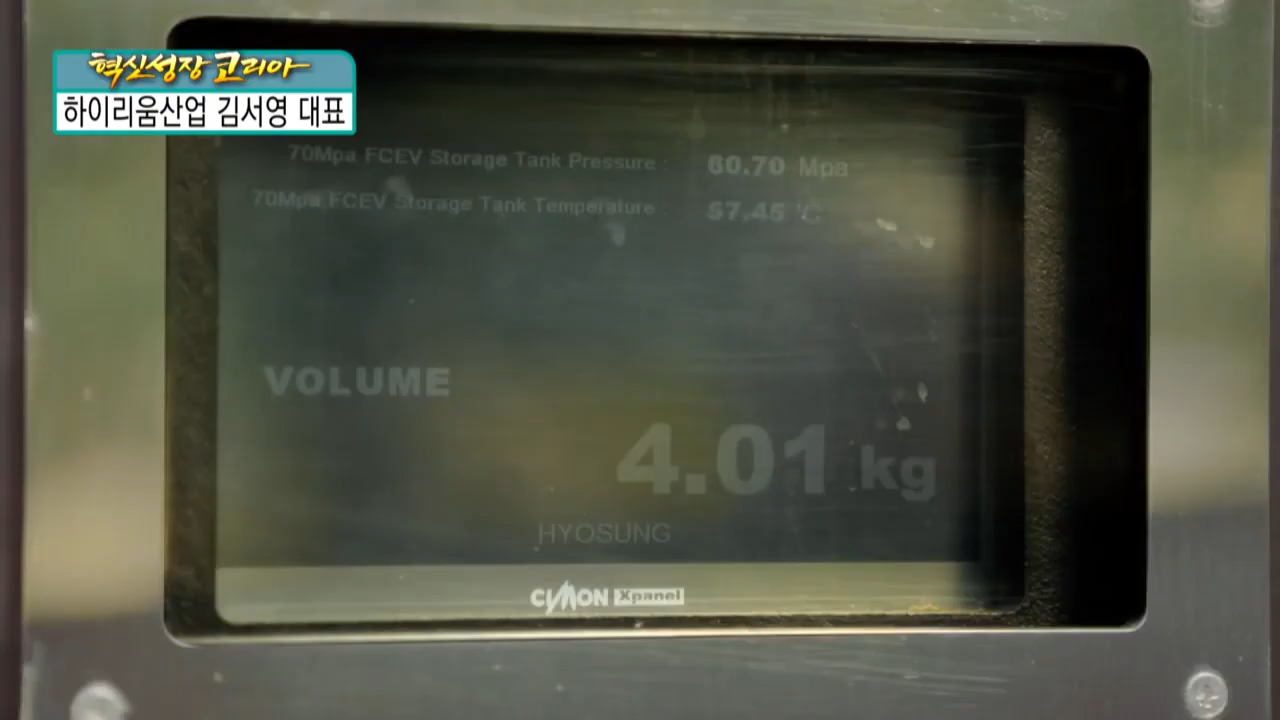 혁신성장 코리아
하이리움산업 김서영 대표
70Mpa FCEV Storage Tank Pressure : 60.70 Mpa
70Mpa FCEV Storage Tank Temperature : 57.45 ℃
VOLUME
4.01 kg
HYOSUNG
CIMON Xpanel